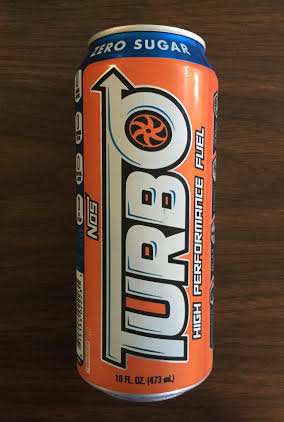 ZERO SUGAR
NOS
TURBO
HIGH PERFORMANCE FUEL
16 FL. OZ. (473 mL)